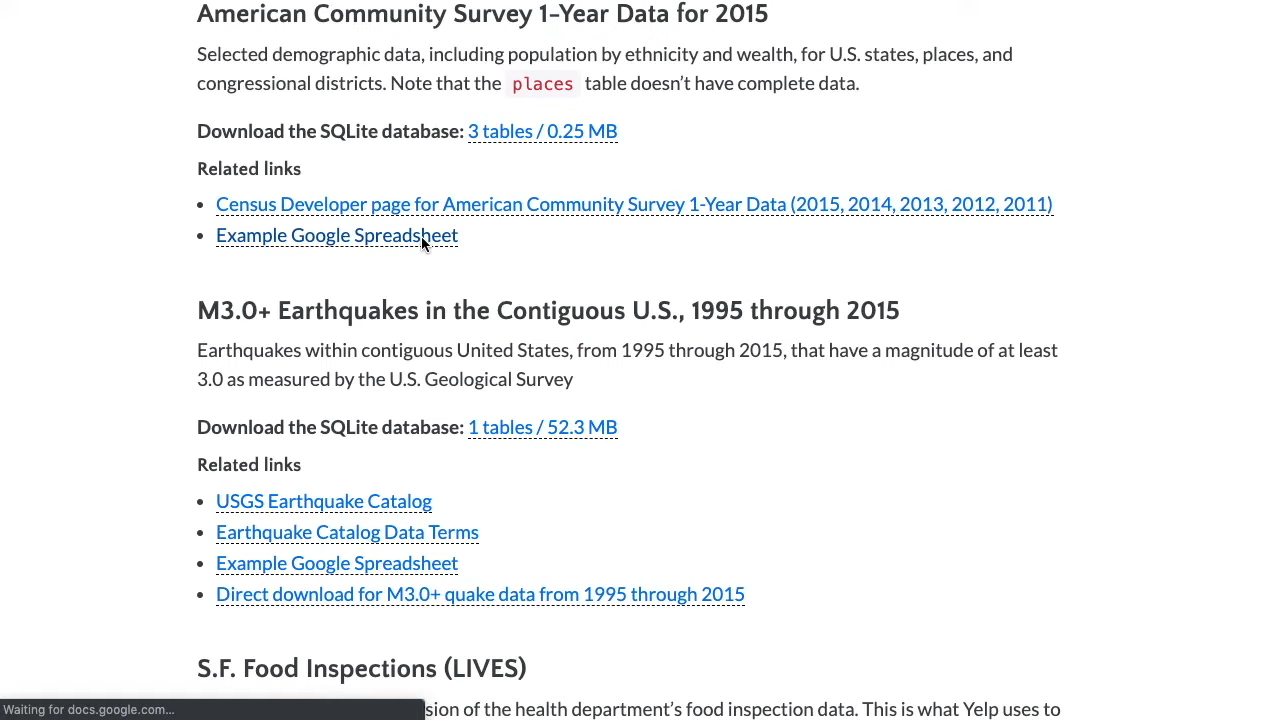 American Community Survey 1-Year Data for 2015
Selected demographic data, including population by ethnicity and wealth, for U.S. states, places, and
congressional districts. Note that the places table doesn’t have complete data.
Download the SQLite database: 3 tables / 0.25 MB
Related links
Census Developer page for American Community Survey 1-Year Data (2015, 2014, 2013, 2012, 2011)
Example Google Spreadsheet
M3.0+ Earthquakes in the Contiguous U.S., 1995 through 2015
Earthquakes within contiguous United States, from 1995 through 2015, that have a magnitude of at least
3.0 as measured by the U.S. Geological Survey
Download the SQLite database: 1 tables / 52.3 MB
Related links
USGS Earthquake Catalog
Earthquake Catalog Data Terms
Example Google Spreadsheet
Direct download for M3.0+ quake data from 1995 through 2015
S.F. Food Inspections (LIVES)
sion of the health department’s food inspection data. This is what Yelp uses to
Waiting for docs.google.com...